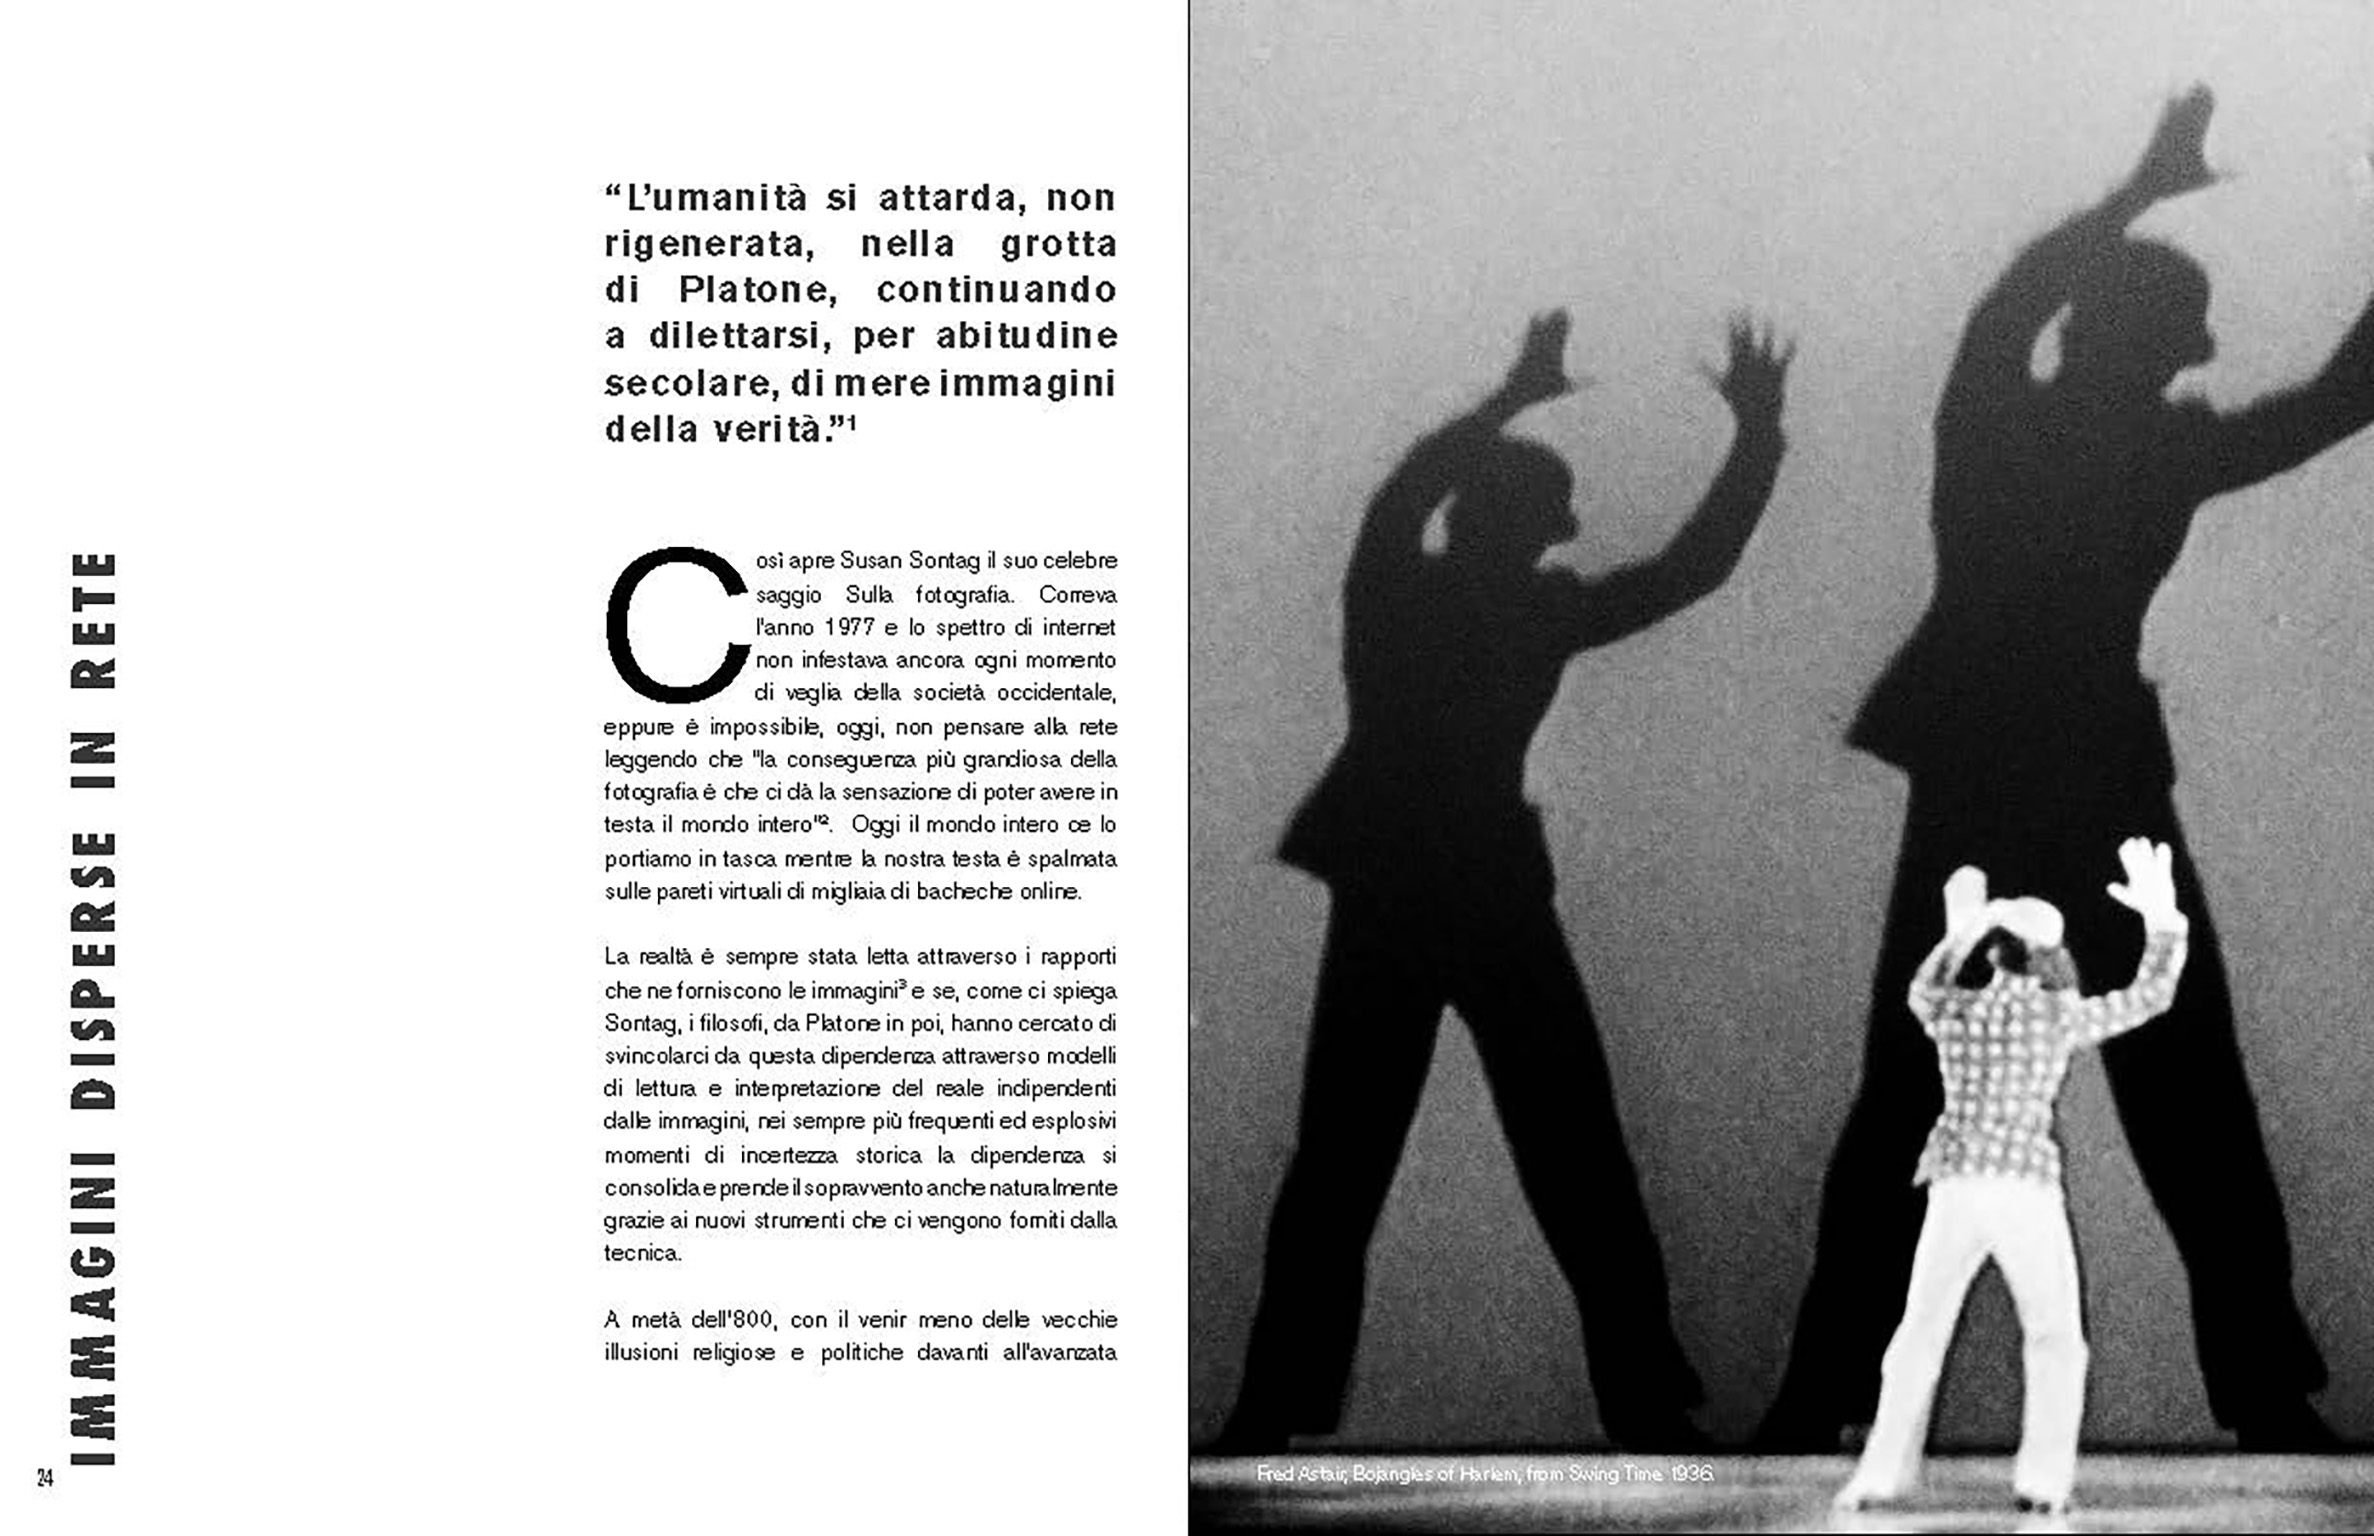 IMMAGINI DISPERSE IN RETE
“L’umanità si attarda, non
rigenerata, nella grotta
di Platone, continuando
a dilettarsi, per abitudine
secolare, di mere immagini
della verità.”¹
Così apre Susan Sontag il suo celebre
saggio Sulla fotografia. Correva
l'anno 1977 e lo spettro di internet
non infestava ancora ogni momento
di veglia della società occidentale,
eppure è impossibile, oggi, non pensare alla rete
leggendo che "la conseguenza più grandiosa della
fotografia è che ci dà la sensazione di poter avere in
testa il mondo intero"². Oggi il mondo intero ce lo
portiamo in tasca mentre la nostra testa è spalmata
sulle pareti virtuali di migliaia di bacheche online.
La realtà è sempre stata letta attraverso i rapporti
che ne forniscono le immagini³ e se, come ci spiega
Sontag, i filosofi, da Platone in poi, hanno cercato di
svincolarci da questa dipendenza attraverso modelli
di lettura e interpretazione del reale indipendenti
dalle immagini, nei sempre più frequenti ed esplosivi
momenti di incertezza storica la dipendenza si
consolida e prende il sopravvento anche naturalmente
grazie ai nuovi strumenti che ci vengono forniti dalla
tecnica.
A metà dell'800, con il venir meno delle vecchie
illusioni religiose e politiche davanti all'avanzata
24
Fred Astair, Bojangles of Harlem, from Swing Time 1936.